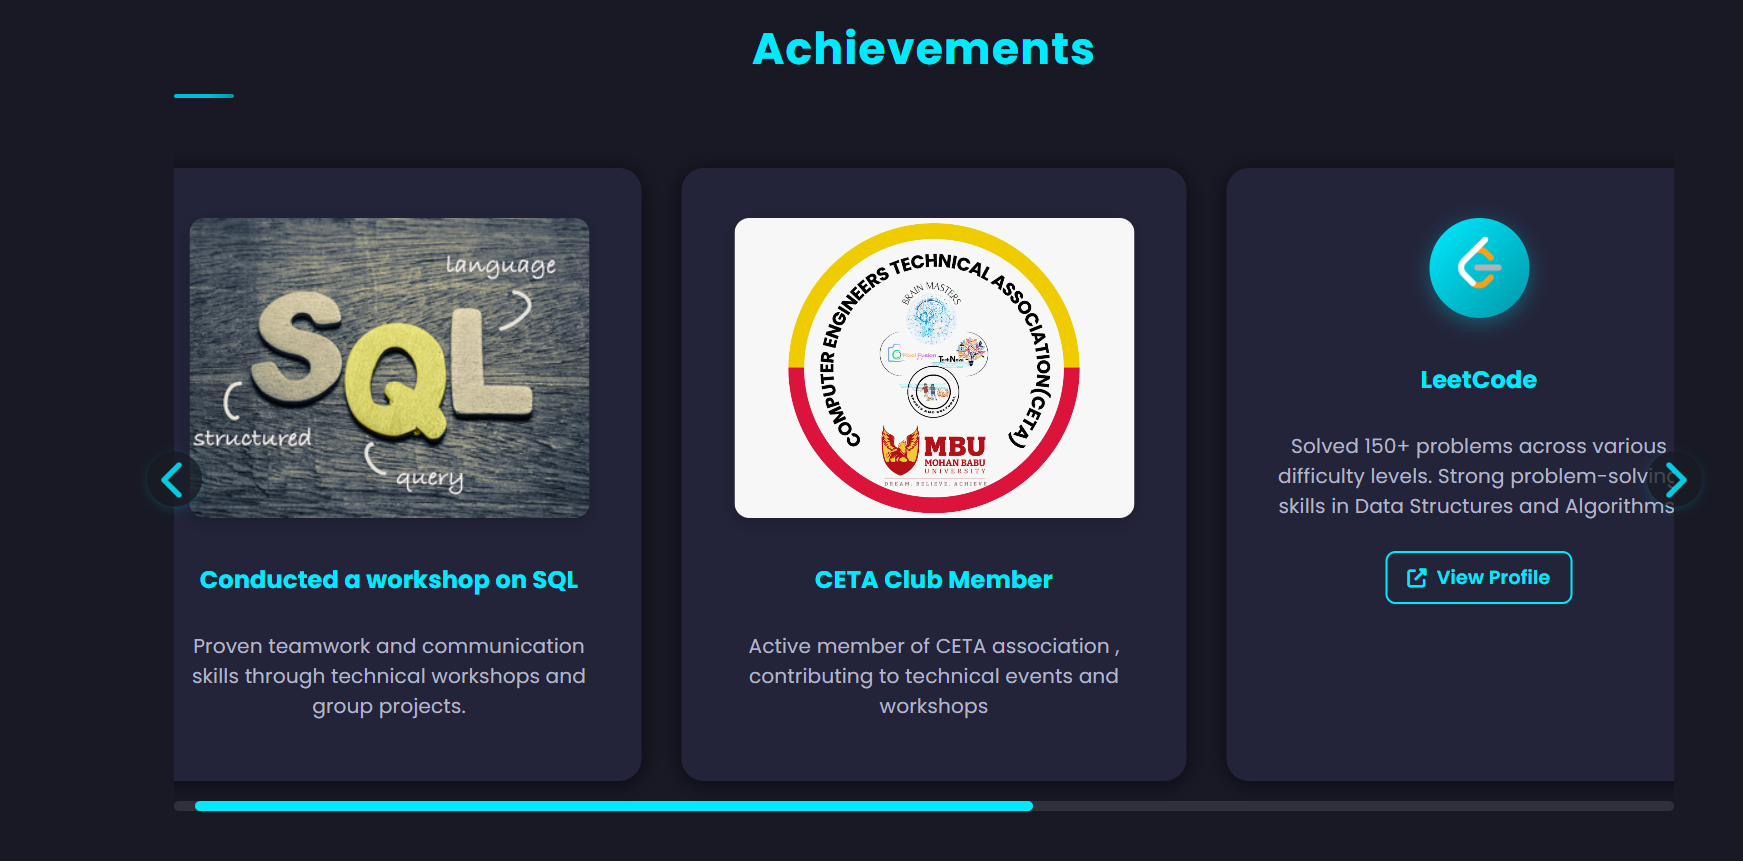 Achievements
language
SQL
structured
query
Conducted a workshop on SQL
Proven teamwork and communication
skills through technical workshops and
group projects.
COMPUTER ENGINEERS TECHNICAL ASSOCIATION(CETA)
BRAIN MASTERS
Pixel Fusion
MBU
MOHAN BABU
UNIVERSITY
DREAM. BELIEVE. ACHIEVE
CETA Club Member
Active member of CETA association ,
contributing to technical events and
workshops
LeetCode
Solved 150+ problems across various
difficulty levels. Strong problem-solving
skills in Data Structures and Algorithms
View Profile